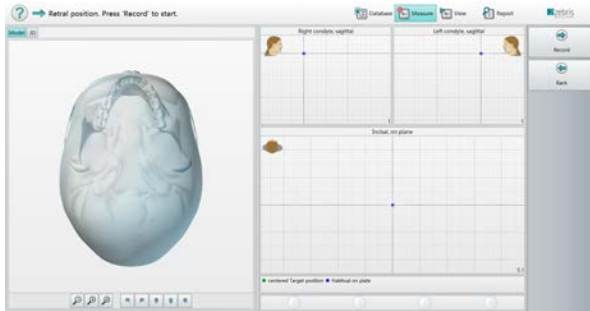 Retral position. Press 'Record' to start.
Database
Measure
View
Report
zebris
Model 3D
Right condyle, sagittal
Left condyle, sagittal
Record
Back
Incisal, on plane
centered Target position
Habitual on plate